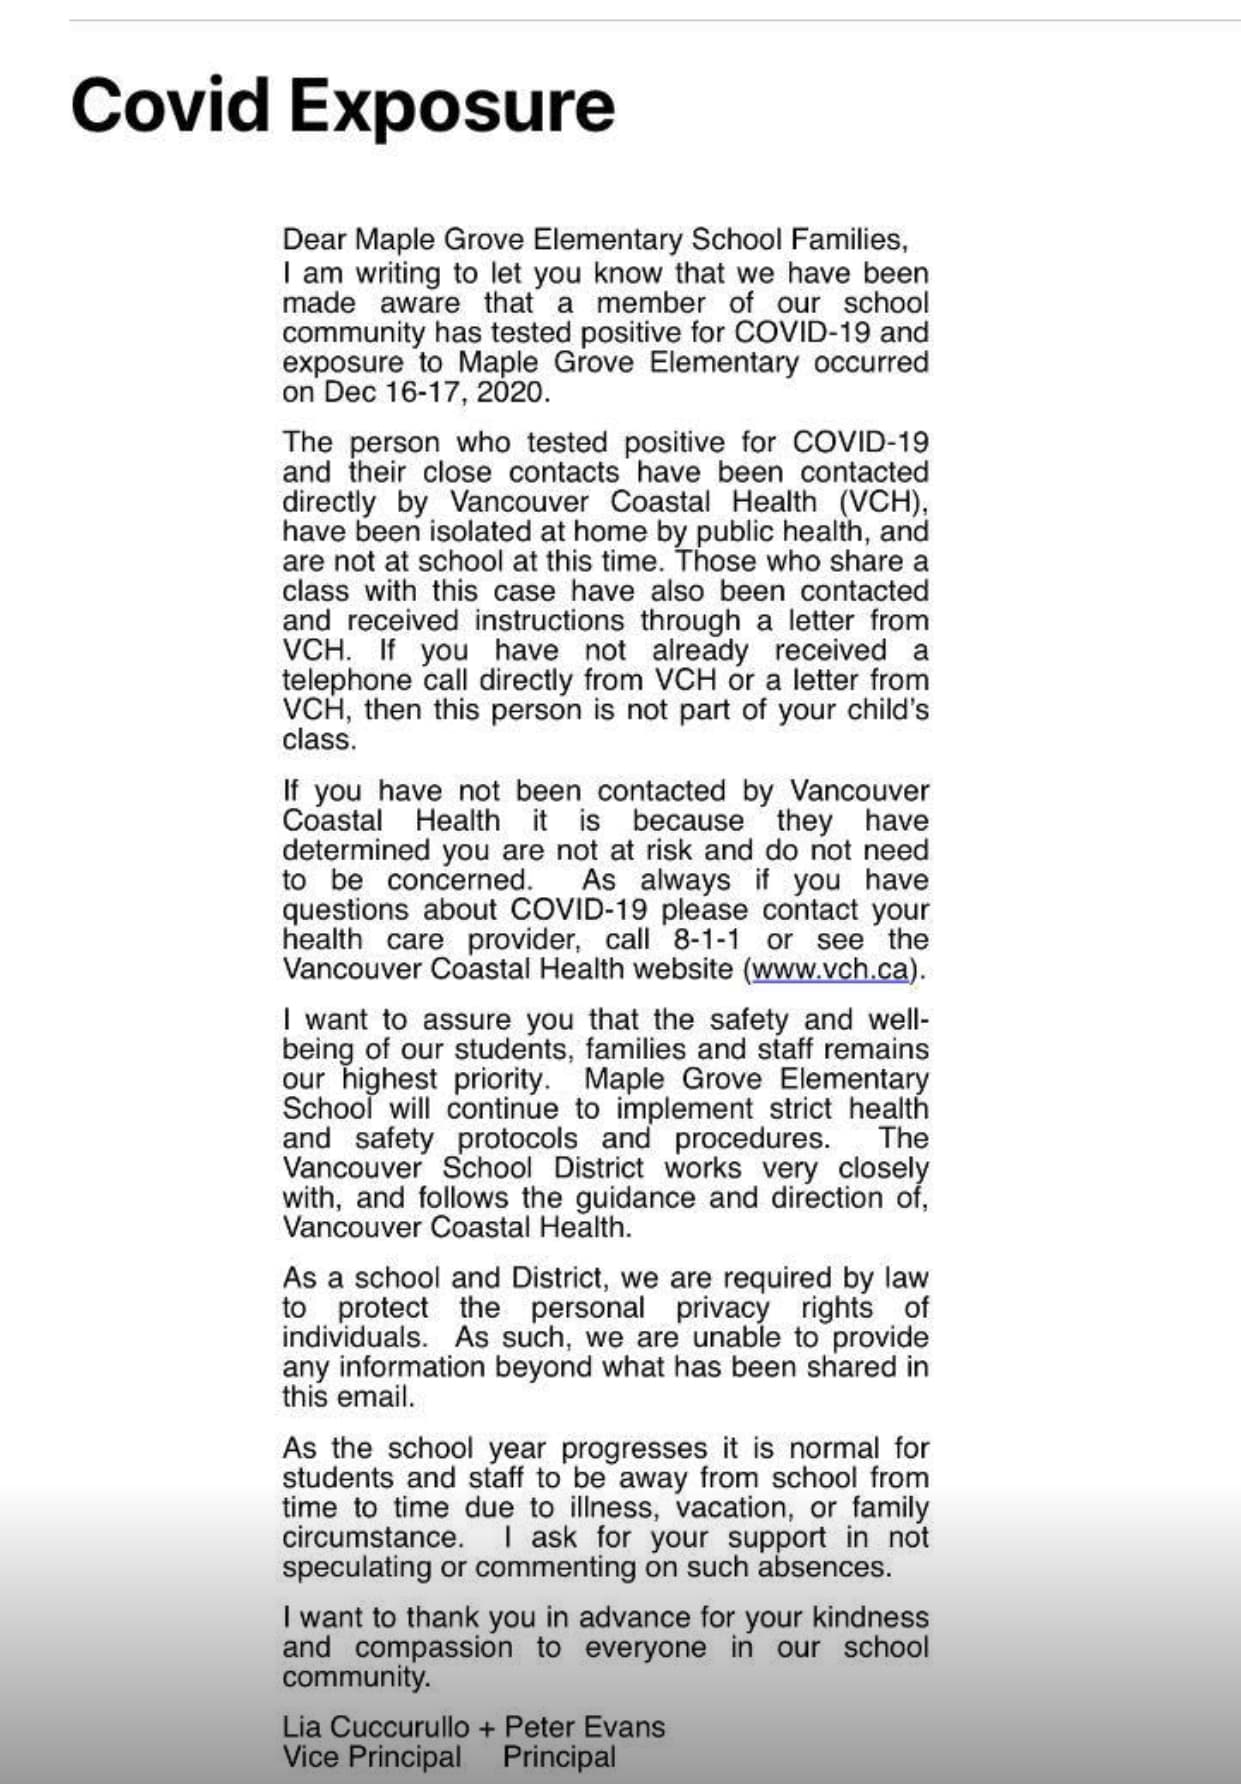 Covid Exposure
Dear Maple Grove Elementary School Families,
I am writing to let you know that we have been
made aware that a member of our school
community has tested positive for COVID-19 and
exposure to Maple Grove Elementary occurred
on Dec 16-17, 2020.
The person who tested positive for COVID-19
and their close contacts have been contacted
directly by Vancouver Coastal Health (VCH),
have been isolated at home by public health, and
are not at school at this time. Those who share a
class with this case have also been contacted
and received instructions through a letter from
VCH. If you have not already received a
telephone call directly from VCH or a letter from
VCH, then this person is not part of your child's
class.
If you have not been contacted by Vancouver
Coastal Health it is because they have
determined you are not at risk and do not need
to be concerned. As always if you have
questions about COVID-19 please contact your
health care provider, call 8-1-1 or see the
Vancouver Coastal Health website (www.vch.ca).
I want to assure you that the safety and well-
being of our students, families and staff remains
our highest priority. Maple Grove Elementary
School will continue to implement strict health
and safety protocols and procedures. The
Vancouver School District works very closely
with, and follows the guidance and direction of,
Vancouver Coastal Health.
As a school and District, we are required by law
to protect the personal privacy rights of
individuals. As such, we are unable to provide
any information beyond what has been shared in
this email.
As the school year progresses it is normal for
students and staff to be away from school from
time to time due to illness, vacation, or family
circumstance. I ask for your support in not
speculating or commenting on such absences.
I want to thank you in advance for your kindness
and compassion to everyone in our school
community.
Lia Cuccurullo + Peter Evans
Vice Principal Principal